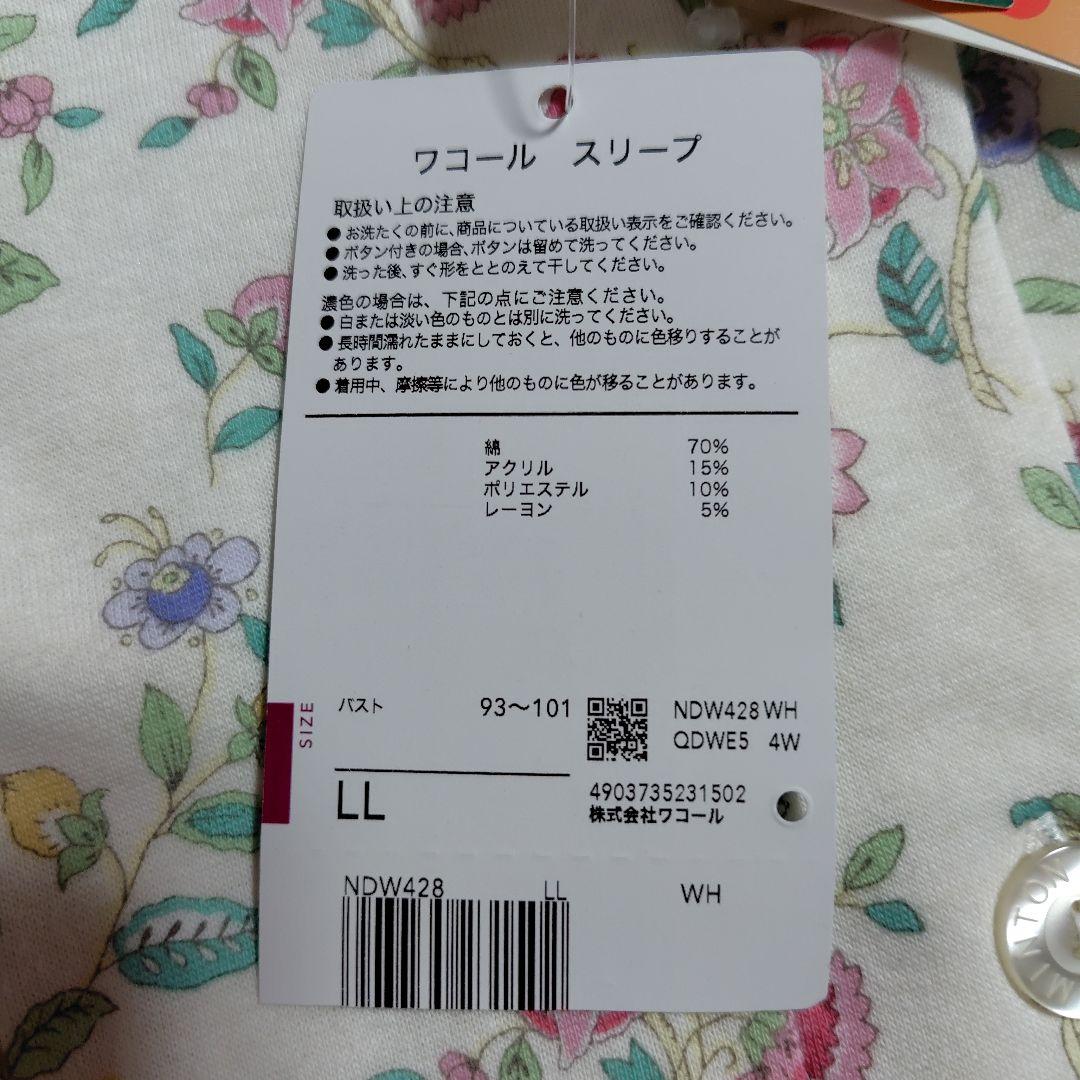 ワコール　スリープ
取扱い上の注意
●お洗たくの前に、商品についている取扱い表示をご確認ください。
●ボタン付きの場合、ボタンは留めて洗ってください。
●洗った後、すぐ形をととのえて干してください。
濃色の場合は、下記の点にご注意ください。
●白または淡い色のものとは別に洗ってください。
●長時間濡れたままにしておくと、他のものに色移りすることが
あります。
●着用中、摩擦等により他のものに色が移ることがあります。
綿 70%
アクリル 15%
ポリエステル 10%
レーヨン 5%
SIZE
バスト 93〜101
NDW428 WH
QDWE5 4W
LL
4903735231502
株式会社ワコール
NDW428 LL WH
MINTON